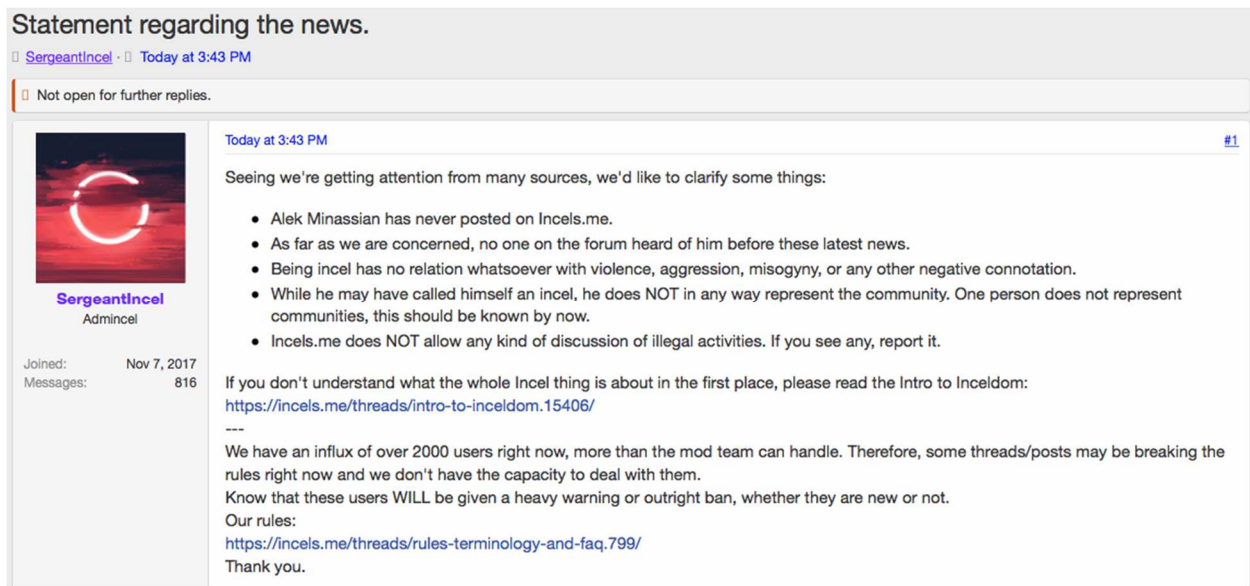 Statement regarding the news.
SergeantIncel · Today at 3:43 PM
Not open for further replies.
Today at 3:43 PM
#1
SergeantIncel
Admincel
Joined: Nov 7, 2017
Messages: 816
Seeing we're getting attention from many sources, we'd like to clarify some things:
• Alek Minassian has never posted on Incels.me.
• As far as we are concerned, no one on the forum heard of him before these latest news.
• Being incel has no relation whatsoever with violence, aggression, misogyny, or any other negative connotation.
• While he may have called himself an incel, he does NOT in any way represent the community. One person does not represent
communities, this should be known by now.
• Incels.me does NOT allow any kind of discussion of illegal activities. If you see any, report it.
If you don't understand what the whole Incel thing is about in the first place, please read the Intro to Inceldom:
https://incels.me/threads/intro-to-inceldom.15406/
---
We have an influx of over 2000 users right now, more than the mod team can handle. Therefore, some threads/posts may be breaking the
rules right now and we don't have the capacity to deal with them.
Know that these users WILL be given a heavy warning or outright ban, whether they are new or not.
Our rules:
https://incels.me/threads/rules-terminology-and-faq.799/
Thank you.